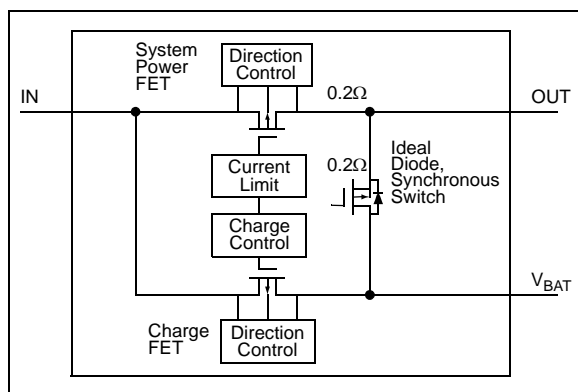 System
Power
FET
Direction
Control
IN
0.2Ω
OUT
Current
Limit
0.2Ω
Ideal
Diode,
Synchronous
Switch
Charge
Control
VBAT
Charge
FET
Direction
Control